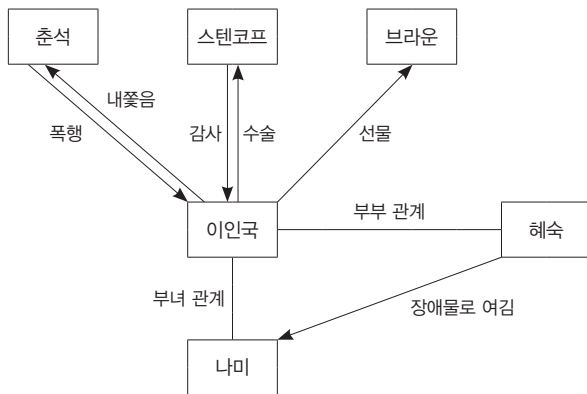 춘석
스텐코프
브라운
내쫓음
폭행
감사
수술
선물
이인국
부부 관계
혜숙
부녀 관계
장애물로 여김
나미